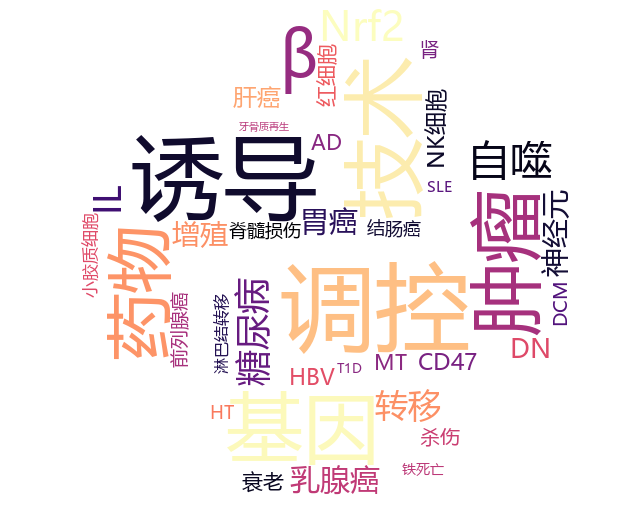 Nrf2
β
肾
红细胞
技术
肝癌
NK细胞
牙骨质再生
AD
诱导
自噬
SLE
IL
肿瘤
神经元
胃癌
增殖
脊髓损伤
结肠癌
小胶质细胞
药物
调控
糖尿病
DCM
前列腺癌
淋巴结转移
DN
CD47
MT
T1D
HBV
基因
转移
HT
杀伤
铁死亡
衰老
乳腺癌